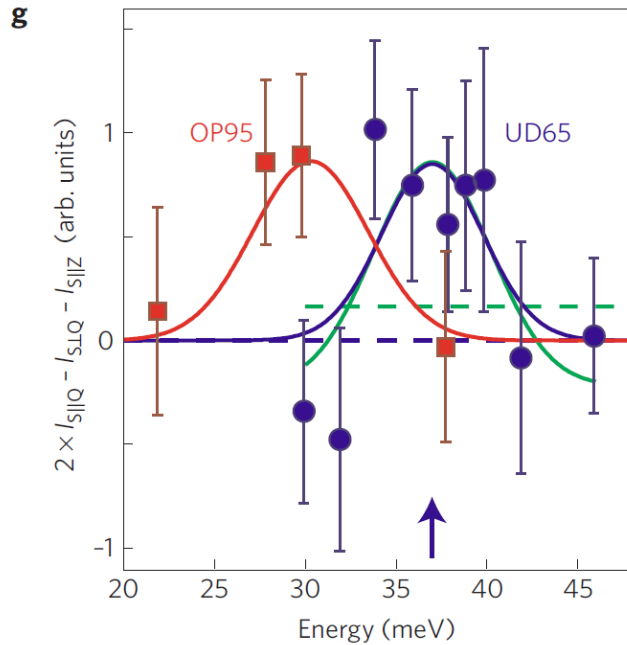 g
2 × I_S||Q − I_S⊥Q − I_S||Z (arb. units)
OP95
UD65
1
0
-1
20 25 30 35 40 45
Energy (meV)